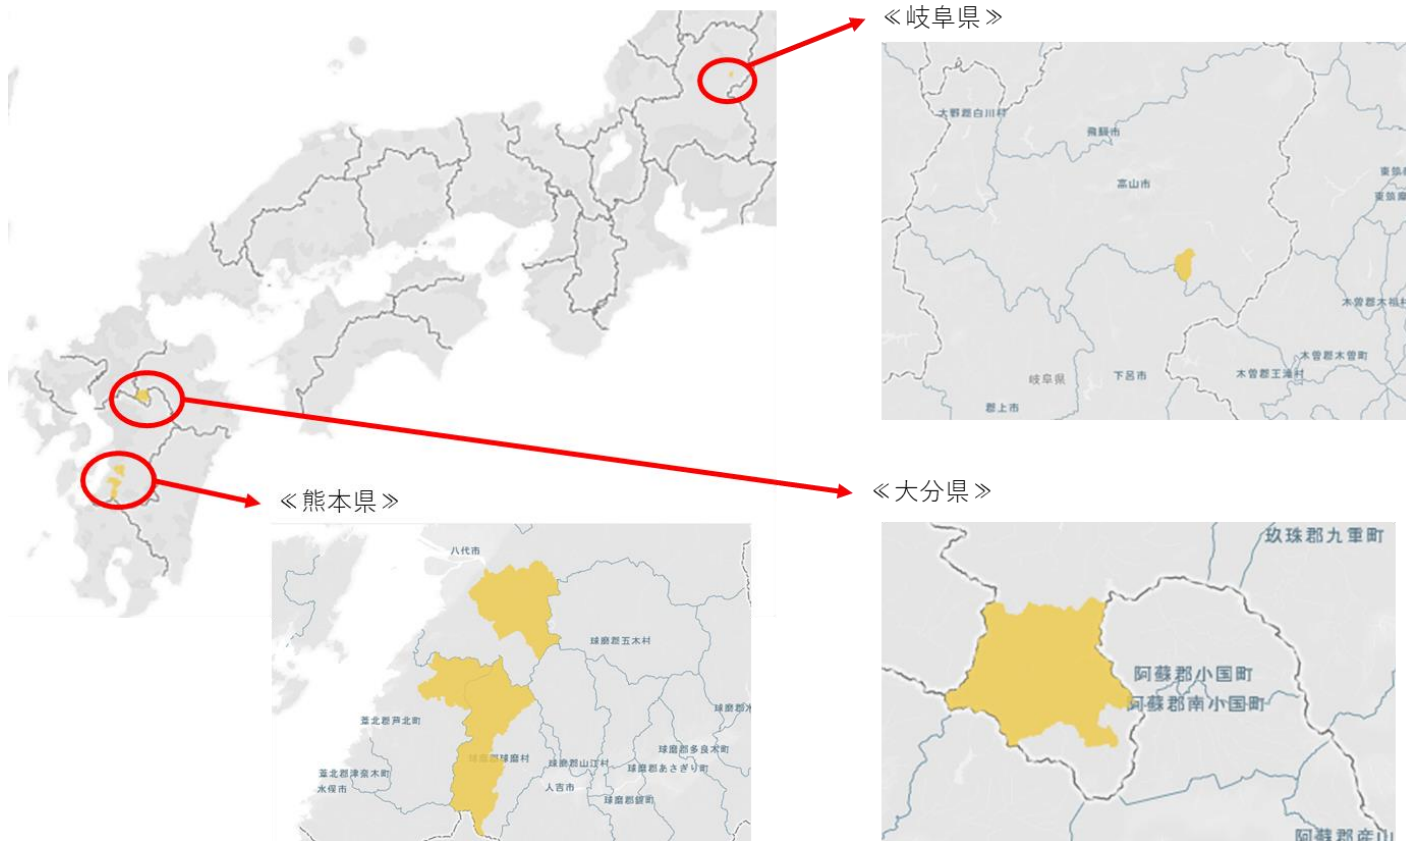 ≪岐阜県≫
大野郡白川村
飛騨市
高山市
木曽郡木祖村
木曽郡木曽町
木曽郡王滝村
岐阜県
下呂市
郡上市
≪熊本県≫
八代市
球磨郡五木村
葦北郡芦北町
球磨郡球磨村
球磨郡山江村
球磨郡多良木町
球磨郡あさぎり町
葦北郡津奈木町
水俣市
人吉市
球磨郡錦町
≪大分県≫
玖珠郡九重町
阿蘇郡小国町
阿蘇郡南小国町
阿蘇郡産山